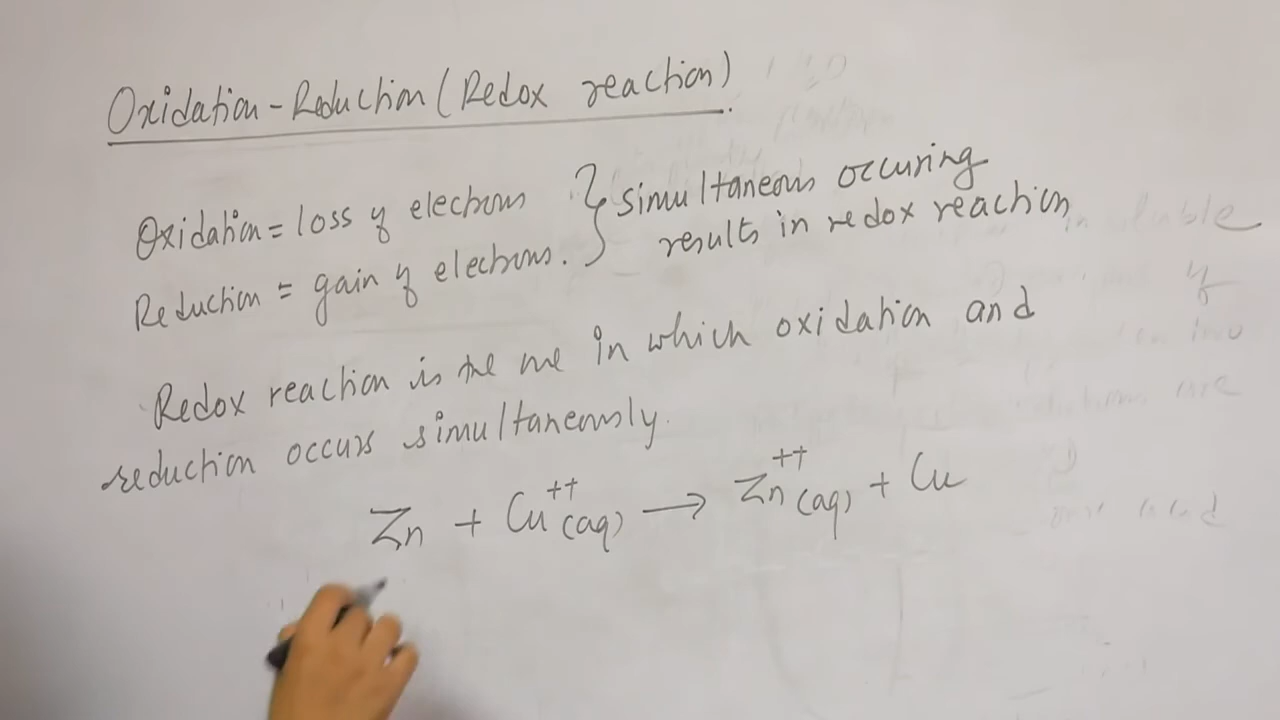 Oxidation-Reduction (Redox reaction).
Oxidation = loss of electrons } simultaneous occuring
Reduction = gain of electrons. } results in redox reaction
Redox reaction is the one in which oxidation and
reduction occurs simultaneously.
Zn + Cu⁺⁺(aq) → Zn⁺⁺(aq) + Cu